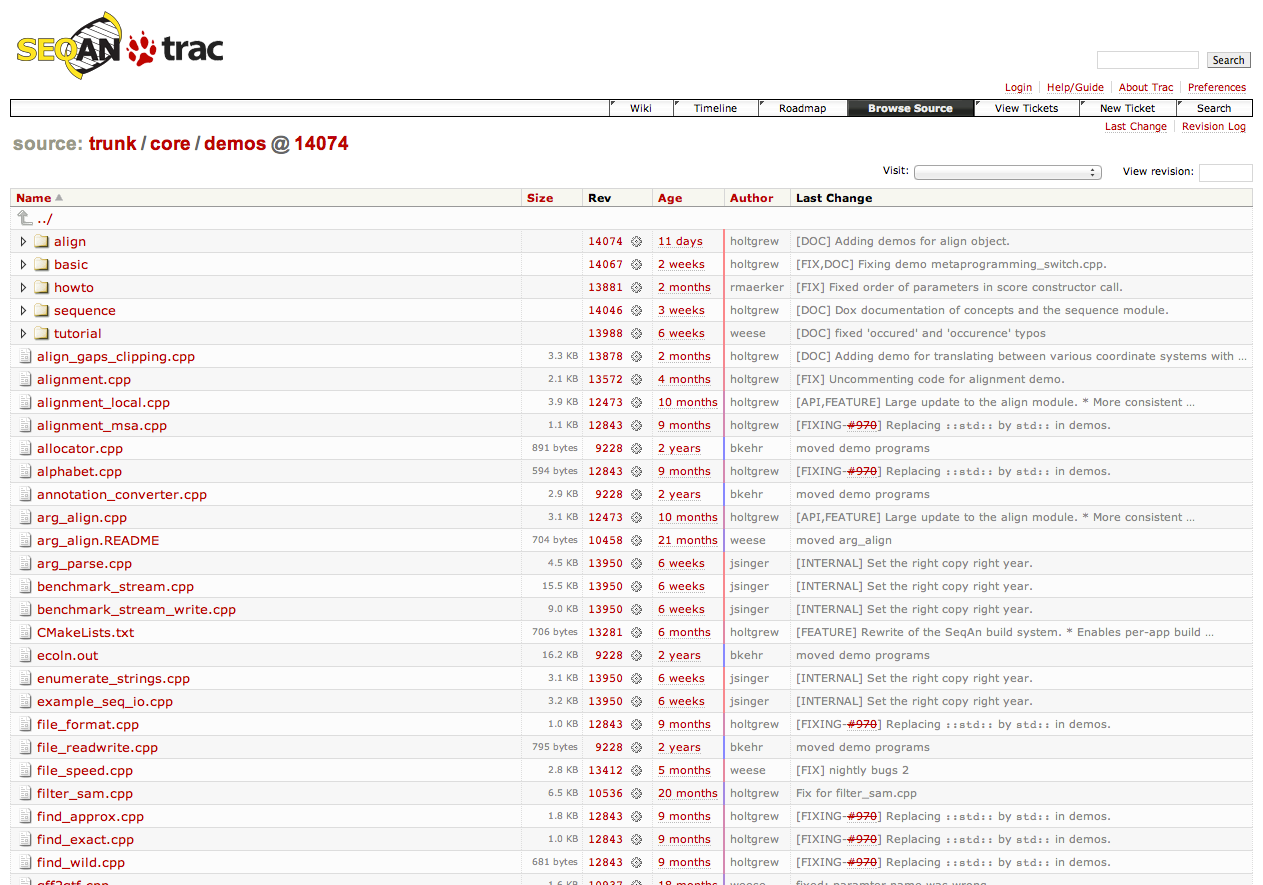 SEQAN trac
Search
Login Help/Guide About Trac Preferences
Wiki Timeline Roadmap Browse Source View Tickets New Ticket Search
Last Change Revision Log
source: trunk / core / demos @ 14074
Visit: View revision:
Name Size Rev Age Author Last Change
../
align 14074 11 days holtgrew [DOC] Adding demos for align object.
basic 14067 2 weeks holtgrew [FIX,DOC] Fixing demo metaprogramming_switch.cpp.
howto 13881 2 months rmaerker [FIX] Fixed order of parameters in score constructor call.
sequence 14046 3 weeks holtgrew [DOC] Dox documentation of concepts and the sequence module.
tutorial 13988 6 weeks weese [DOC] fixed 'occured' and 'occurence' typos
align_gaps_clipping.cpp 3.3 KB 13878 2 months holtgrew [DOC] Adding demo for translating between various coordinate systems with ...
alignment.cpp 2.1 KB 13572 4 months holtgrew [FIX] Uncommenting code for alignment demo.
alignment_local.cpp 3.9 KB 12473 10 months holtgrew [API,FEATURE] Large update to the align module. * More consistent ...
alignment_msa.cpp 1.1 KB 12843 9 months holtgrew [FIXING-#970] Replacing ::std:: by std:: in demos.
allocator.cpp 891 bytes 9228 2 years bkehr moved demo programs
alphabet.cpp 594 bytes 12843 9 months holtgrew [FIXING-#970] Replacing ::std:: by std:: in demos.
annotation_converter.cpp 2.9 KB 9228 2 years bkehr moved demo programs
arg_align.cpp 3.1 KB 12473 10 months holtgrew [API,FEATURE] Large update to the align module. * More consistent ...
arg_align.README 704 bytes 10458 21 months weese moved arg_align
arg_parse.cpp 4.5 KB 13950 6 weeks jsinger [INTERNAL] Set the right copy right year.
benchmark_stream.cpp 15.5 KB 13950 6 weeks jsinger [INTERNAL] Set the right copy right year.
benchmark_stream_write.cpp 9.0 KB 13950 6 weeks jsinger [INTERNAL] Set the right copy right year.
CMakeLists.txt 706 bytes 13281 6 months holtgrew [FEATURE] Rewrite of the SeqAn build system. * Enables per-app build ...
ecoln.out 16.2 KB 9228 2 years bkehr moved demo programs
enumerate_strings.cpp 3.1 KB 13950 6 weeks jsinger [INTERNAL] Set the right copy right year.
example_seq_io.cpp 3.2 KB 13950 6 weeks jsinger [INTERNAL] Set the right copy right year.
file_format.cpp 1.0 KB 12843 9 months holtgrew [FIXING-#970] Replacing ::std:: by std:: in demos.
file_readwrite.cpp 795 bytes 9228 2 years bkehr moved demo programs
file_speed.cpp 2.8 KB 13412 5 months weese [FIX] nightly bugs 2
filter_sam.cpp 6.5 KB 10536 20 months holtgrew Fix for filter_sam.cpp
find_approx.cpp 1.8 KB 12843 9 months holtgrew [FIXING-#970] Replacing ::std:: by std:: in demos.
find_exact.cpp 1.0 KB 12843 9 months holtgrew [FIXING-#970] Replacing ::std:: by std:: in demos.
find_wild.cpp 681 bytes 12843 9 months holtgrew [FIXING-#970] Replacing ::std:: by std:: in demos.
gff2gtf.cpp 1.6 KB 10937 18 months weese fixed: paramter name was wrong